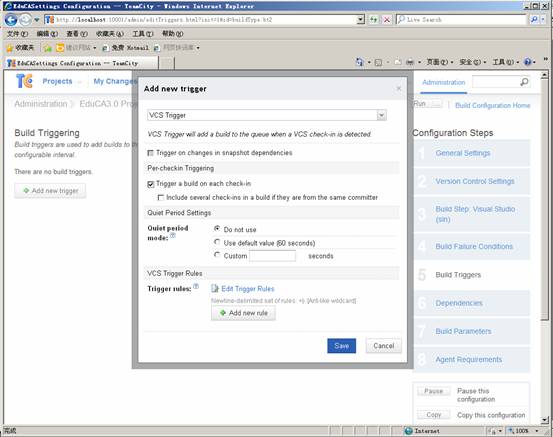 EduCASettings Configuration -- TeamCity - Windows Internet Explorer
http://localhost:10001/admin/editTriggers.html?init=1&id=buildType:bt2
Live Search
文件(F) 编辑(E) 查看(V) 收藏夹(A) 工具(T) 帮助(H)
收藏夹 建议网站 免费 Hotmail 网页快讯库
EduCASettings Configuration -- TeamCity
页面(P) 安全(S) 工具(O)
Projects My Changes
Administration
Administration EduCA3.0 Pro
Run Build Configuration Home
Add new trigger
VCS Trigger
VCS Trigger will add a build to the queue when a VCS check-in is detected.
Trigger on changes in snapshot dependencies
Per-checkin Triggering
Trigger a build on each check-in
Include several check-ins in a build if they are from the same committer
Quiet Period Settings
Quiet period mode:
Do not use
Use default value (60 seconds)
Custom seconds
VCS Trigger Rules
Trigger rules:
Edit Trigger Rules
Newline-delimited set of rules: +|-:[Ant-like wildcard]
Add new rule
Save Cancel
Build Triggering
Build triggers are used to add builds to th
configurable interval.
There are no build triggers.
Add new trigger
Configuration Steps
1 General Settings
2 Version Control Settings
3 Build Step: Visual Studio
(sln)
4 Build Failure Conditions
5 Build Triggers
6 Dependencies
7 Build Parameters
8 Agent Requirements
Pause Pause this
configuration
Copy Copy this configuration
完成
Internet
100%